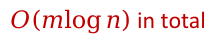 O(m log n) in total